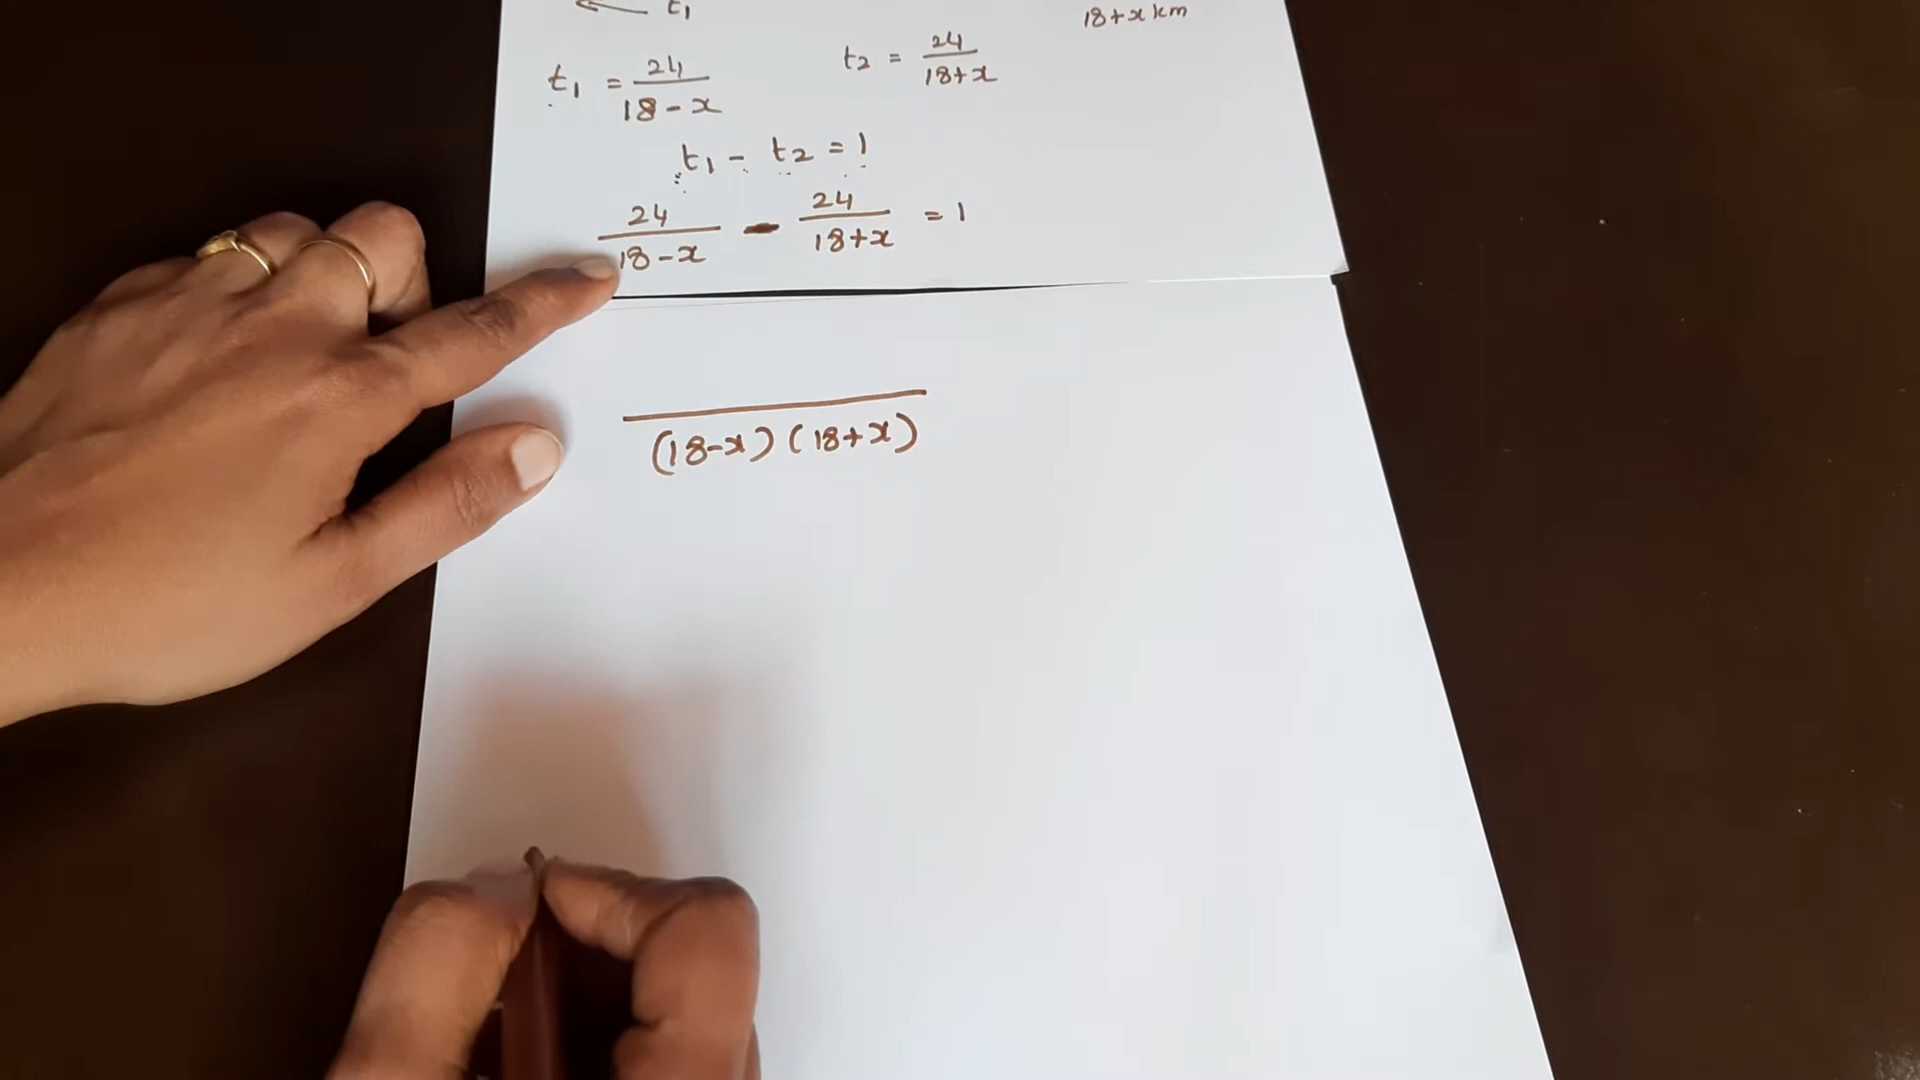 t₁
18+x km
t₁ = 24/(18-x)
t₂ = 24/(18+x)
t₁ - t₂ = 1
24/(18-x) - 24/(18+x) = 1
/(18-x)(18+x)